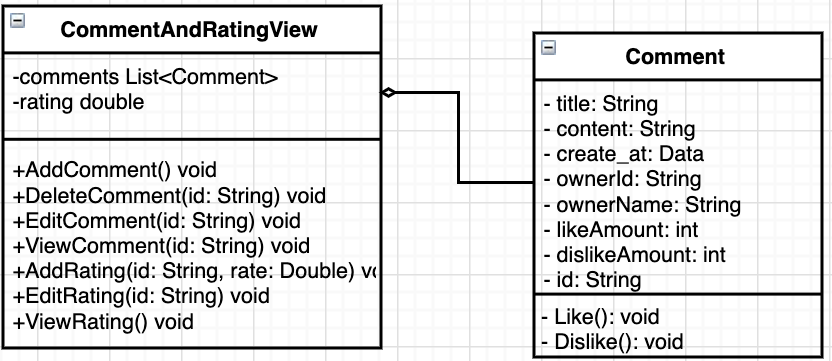 CommentAndRatingView
-comments List<Comment>
-rating double
+AddComment() void
+DeleteComment(id: String) void
+EditComment(id: String) void
+ViewComment(id: String) void
+AddRating(id: String, rate: Double)
+EditRating(id: String) void
+ViewRating() void
Comment
- title: String
- content: String
- create_at: Data
- ownerId: String
- ownerName: String
- likeAmount: int
- dislikeAmount: int
- id: String
- Like(): void
- Dislike(): void